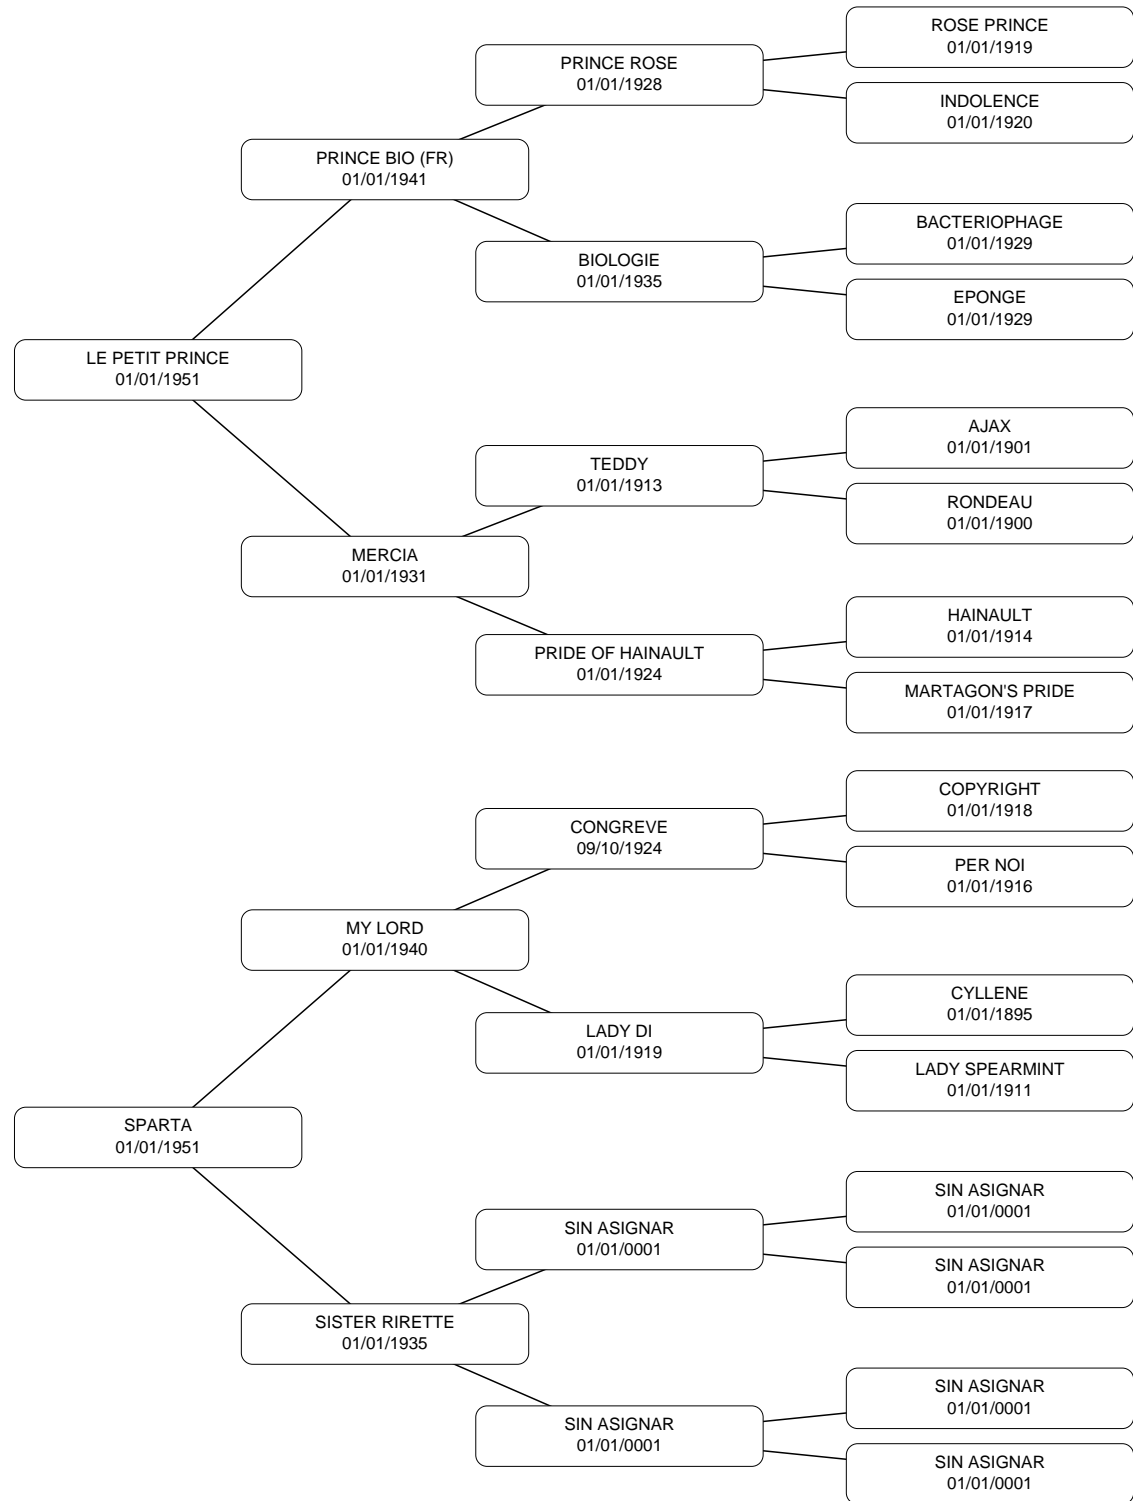 ROSE PRINCE
01/01/1919
PRINCE ROSE
01/01/1928
INDOLENCE
01/01/1920
PRINCE BIO (FR)
01/01/1941
BACTERIOPHAGE
01/01/1929
BIOLOGIE
01/01/1935
EPONGE
01/01/1929
LE PETIT PRINCE
01/01/1951
AJAX
01/01/1901
TEDDY
01/01/1913
RONDEAU
01/01/1900
MERCIA
01/01/1931
HAINAULT
01/01/1914
PRIDE OF HAINAULT
01/01/1924
MARTAGON'S PRIDE
01/01/1917
COPYRIGHT
01/01/1918
CONGREVE
09/10/1924
PER NOI
01/01/1916
MY LORD
01/01/1940
CYLLENE
01/01/1895
LADY DI
01/01/1919
LADY SPEARMINT
01/01/1911
SPARTA
01/01/1951
SIN ASIGNAR
01/01/0001
SIN ASIGNAR
01/01/0001
SIN ASIGNAR
01/01/0001
SISTER RIRETTE
01/01/1935
SIN ASIGNAR
01/01/0001
SIN ASIGNAR
01/01/0001
SIN ASIGNAR
01/01/0001